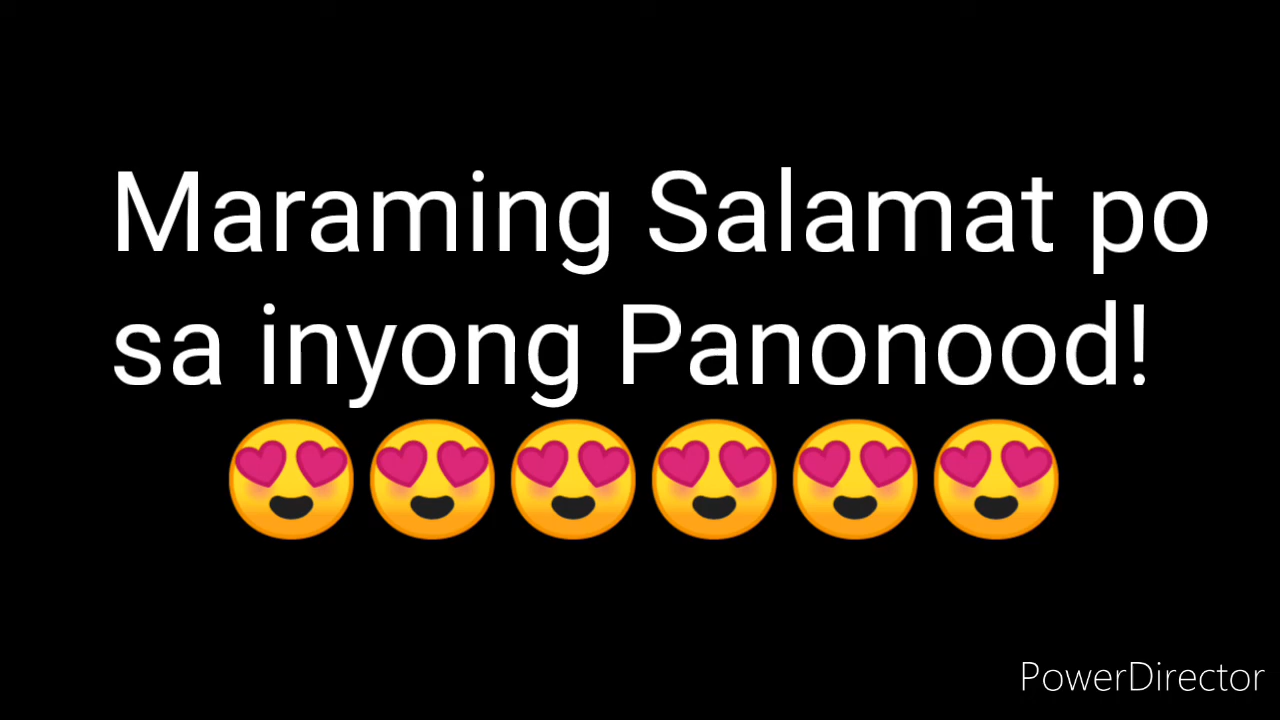 Maraming Salamat po
sa inyong Panonood!
😍😍😍😍😍😍
PowerDirector